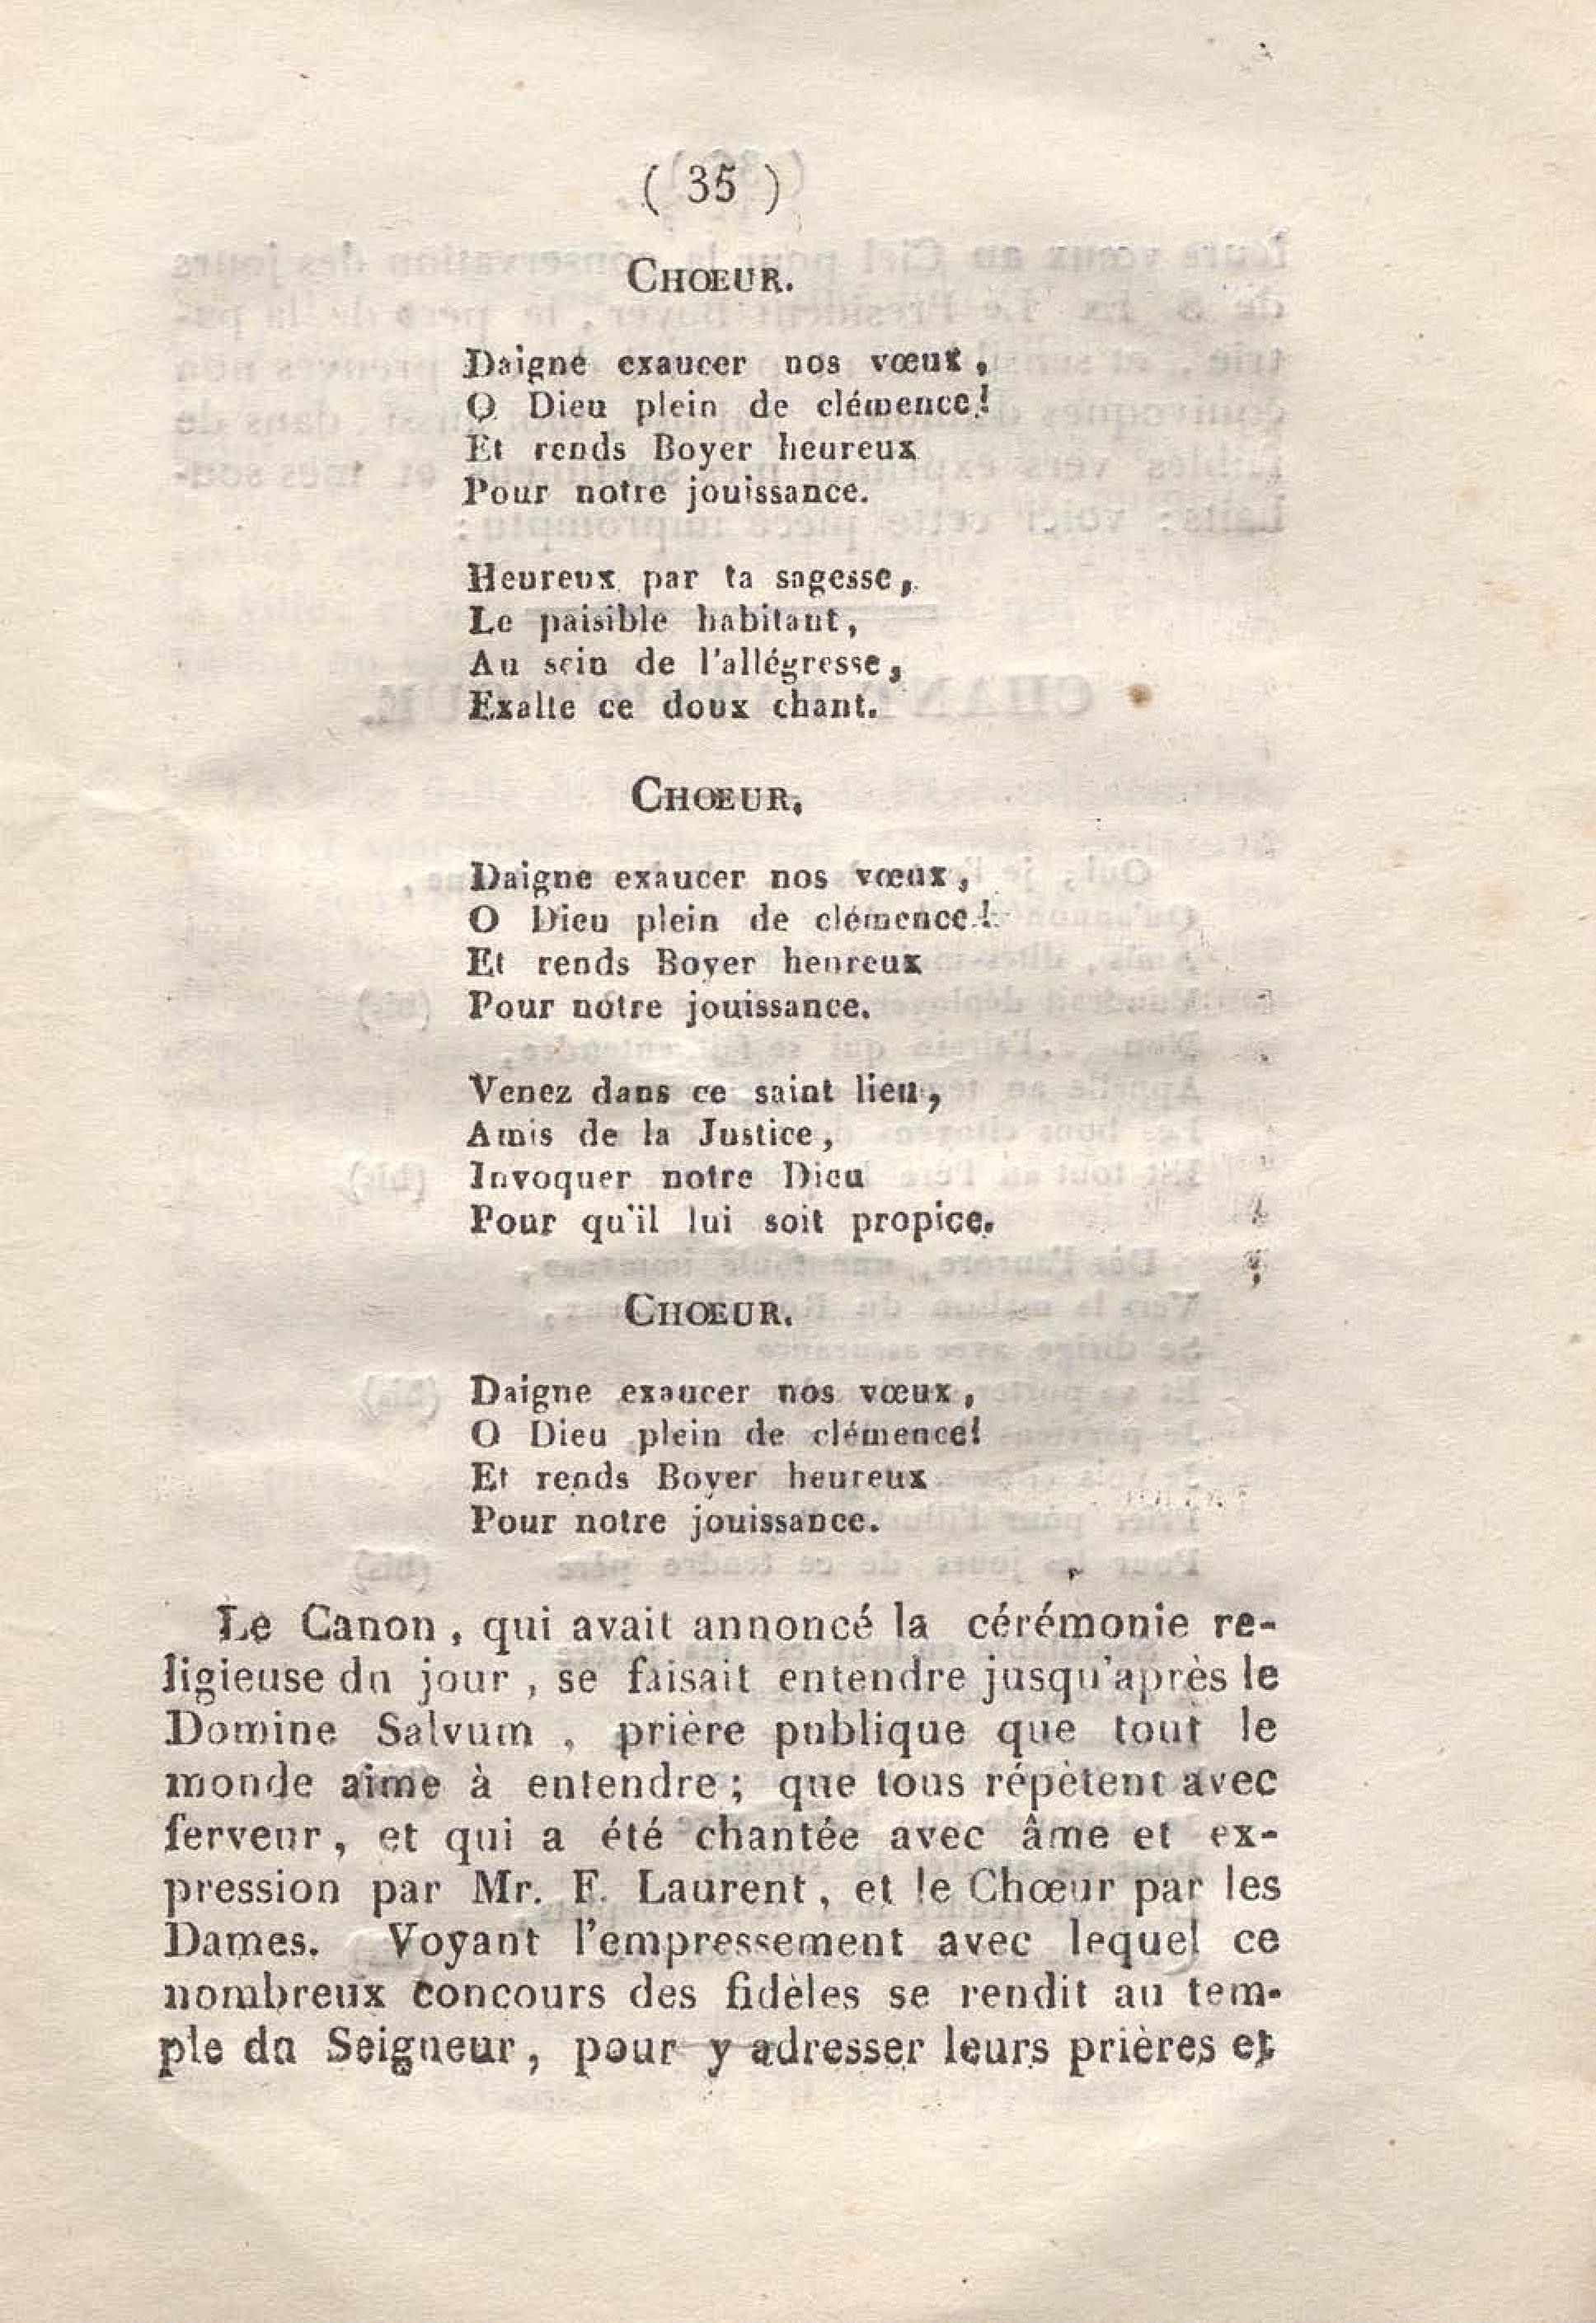 ( 35 )
CHŒUR.
Daigne exaucer nos vœux,
O Dieu plein de clémence!
Et rends Boyer heureux
Pour notre jouissance.
Heureux par ta sagesse,
Le paisible habitant,
Au sein de l'allégresse,
Exalte ce doux chant.
CHŒUR.
Daigne exaucer nos vœux,
O Dieu plein de clémence!
Et rends Boyer heureux
Pour notre jouissance.
Venez dans ce saint lieu,
Amis de la Justice,
Invoquer notre Dieu
Pour qu'il lui soit propice.
CHŒUR.
Daigne exaucer nos vœux,
O Dieu plein de clémence!
Et rends Boyer heureux
Pour notre jouissance.
Le Canon, qui avait annoncé la cérémonie re-
ligieuse du jour, se faisait entendre jusqu'après le
Domine Salvum, prière publique que tout le
monde aime à entendre; que tous répètent avec
ferveur, et qui a été chantée avec âme et ex-
pression par Mr. F. Laurent, et le Chœur par les
Dames. Voyant l'empressement avec lequel ce
nombreux concours des fidèles se rendit au tem-
ple du Seigneur, pour y adresser leurs prières et